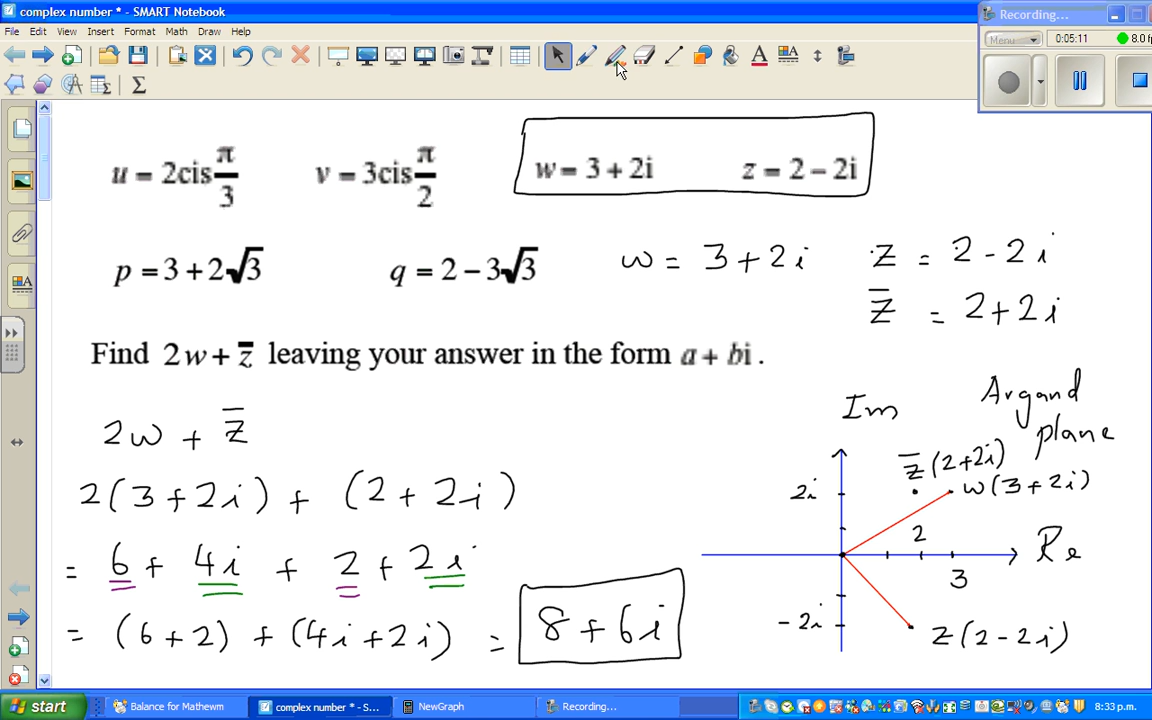 complex number * - SMART Notebook
Recording...
File Edit View Insert Format Math Draw Help
Menu
0:05:11
8.0 f
u = 2cis π/3
v = 3cis π/2
w = 3 + 2i
z = 2 − 2i
p = 3 + 2√3
q = 2 − 3√3
w = 3 + 2i
z = 2 - 2i
z̅ = 2 + 2i
Find 2w + z̅ leaving your answer in the form a + bi .
2w + z̅
2(3 + 2i) + (2 + 2i)
= 6 + 4i + 2 + 2i
= (6 + 2) + (4i + 2i) = 8 + 6i
Argand
plane
Im
z̅ (2+2i)
w(3 + 2i)
2i
2
Re
3
- 2i
z(2 - 2i)
start
Balance for Mathewm
complex number * - S...
NewGraph
Recording...
8:33 p.m.